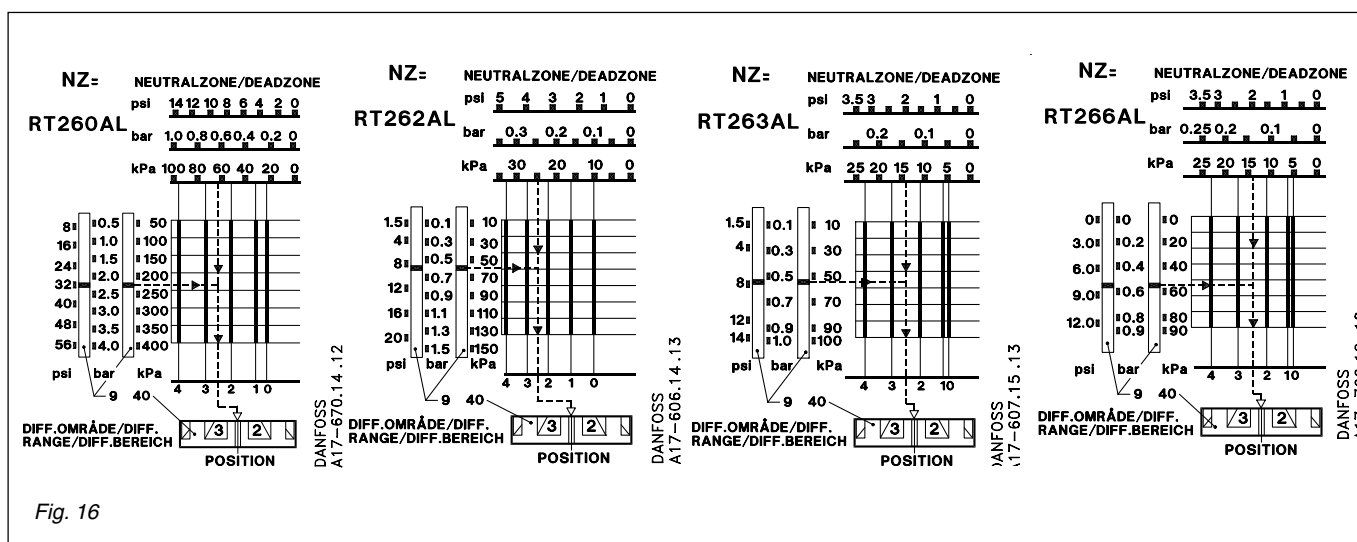 NZ=
NEUTRALZONE/DEADZONE
psi 14 12 10 8 6 4 2 0
RT260AL
bar 1.0 0.8 0.6 0.4 0.2 0
kPa 100 80 60 40 20 0
8 0.5 50
16 1.0 100
24 1.5 150
32 2.0 200
40 2.5 250
48 3.0 300
3.5 350
56 4.0 400
psi bar kPa
4 3 2 1 0
9 40
DIFF.OMRÅDE/DIFF.
RANGE/DIFF.BEREICH
3 2
POSITION
DANFOSS
A17-670.14.12
NZ=
NEUTRALZONE/DEADZONE
psi 5 4 3 2 1 0
RT262AL
bar 0.3 0.2 0.1 0
kPa 30 20 10 0
1.5 0.1 10
4 0.3 30
8 0.5 50
0.7 70
12 0.9 90
16 1.1 110
1.3 130
20 1.5 150
psi bar kPa
4 3 2 1 0
9 40
DIFF.OMRÅDE/DIFF.
RANGE/DIFF.BEREICH
3 2
POSITION
DANFOSS
A17-606.14.13
NZ=
NEUTRALZONE/DEADZONE
psi 3.5 3 2 1 0
RT263AL
bar 0.2 0.1 0
kPa 25 20 15 10 5 0
1.5 0.1 10
4 0.3 30
8 0.5 50
0.7 70
12 0.9 90
14 1.0 100
psi bar kPa
4 3 2 1 0
9 40
DIFF.OMRÅDE/DIFF.
RANGE/DIFF.BEREICH
3 2
POSITION
DANFOSS
A17-607.15.13
NZ=
NEUTRALZONE/DEADZONE
psi 3.5 3 2 1 0
RT266AL
bar 0.25 0.2 0.1 0
kPa 25 20 15 10 5 0
0 0 0
3.0 0.2 20
6.0 0.4 40
9.0 0.6 60
12.0 0.8 80
0.9 90
psi bar kPa
4 3 2 1 0
9 40
DIFF.OMRÅDE/DIFF.
RANGE/DIFF.BEREICH
3 2
POSITION
DANFOSS
Fig. 16